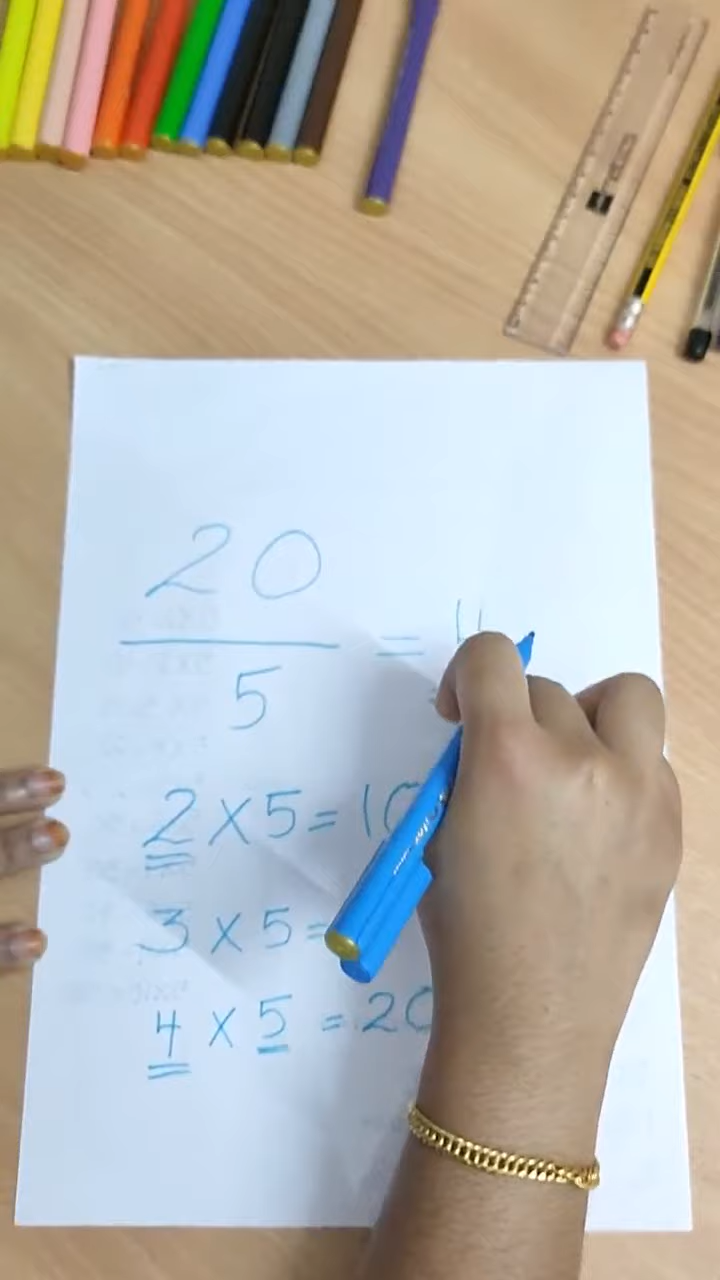 20
5
= 4
2 x 5 = 10
3 x 5 =
4 x 5 = 20